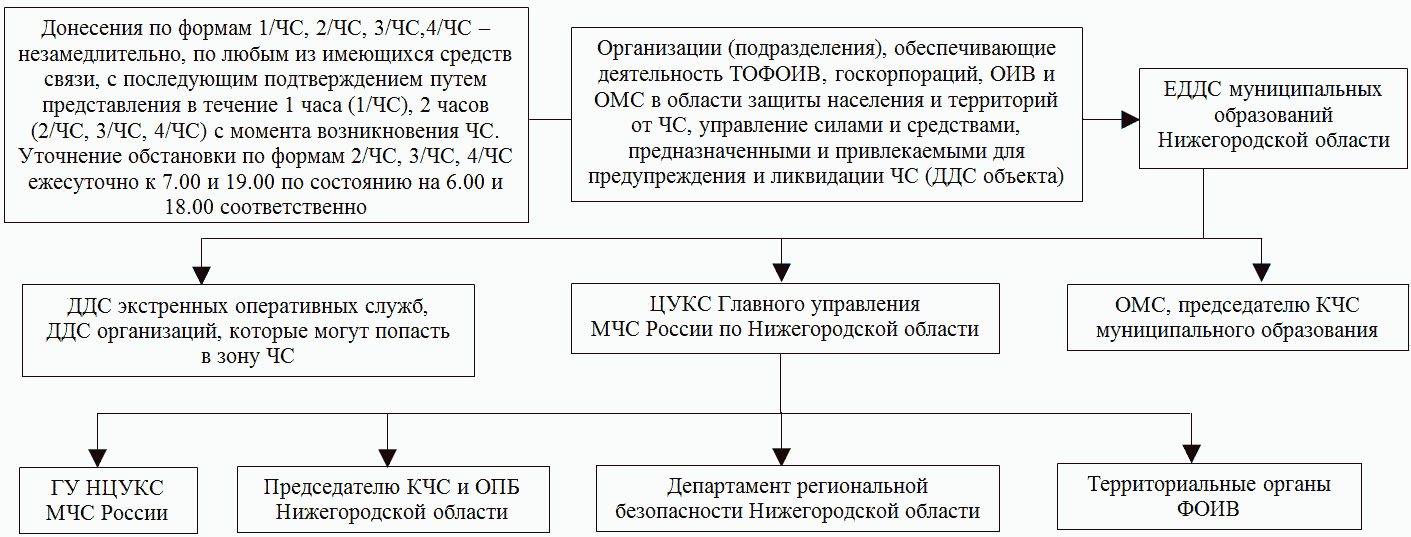 Донесения по формам 1/ЧС, 2/ЧС, 3/ЧС,4/ЧС –
незамедлительно, по любым из имеющихся средств
связи, с последующим подтверждением путем
представления в течение 1 часа (1/ЧС), 2 часов
(2/ЧС, 3/ЧС, 4/ЧС) с момента возникновения ЧС.
Уточнение обстановки по формам 2/ЧС, 3/ЧС, 4/ЧС
ежесуточно к 7.00 и 19.00 по состоянию на 6.00 и
18.00 соответственно
Организации (подразделения), обеспечивающие
деятельность ТОФОИВ, госкорпораций, ОИВ и
ОМС в области защиты населения и территорий
от ЧС, управление силами и средствами,
предназначенными и привлекаемыми для
предупреждения и ликвидации ЧС (ДДС объекта)
ЕДДС муниципальных
образований
Нижегородской области
ДДС экстренных оперативных служб,
ДДС организаций, которые могут попасть
в зону ЧС
ЦУКС Главного управления
МЧС России по Нижегородской области
ОМС, председателю КЧС
муниципального образования
ГУ НЦУКС
МЧС России
Председателю КЧС и ОПБ
Нижегородской области
Департамент региональной
безопасности Нижегородской области
Территориальные органы
ФОИВ